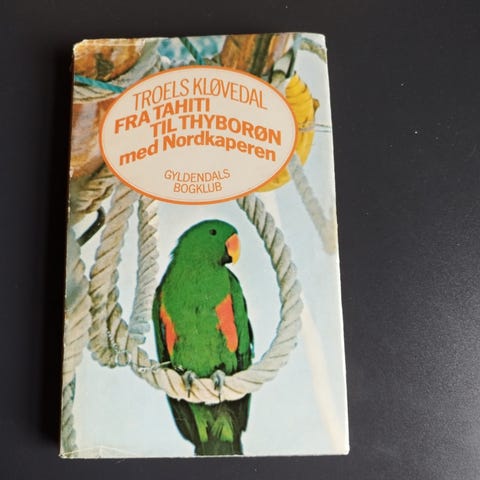 TROELS KLØVEDAL
FRA TAHITI
TIL THYBORØN
med Nordkaperen
GYLDENDALS
BOGKLUB